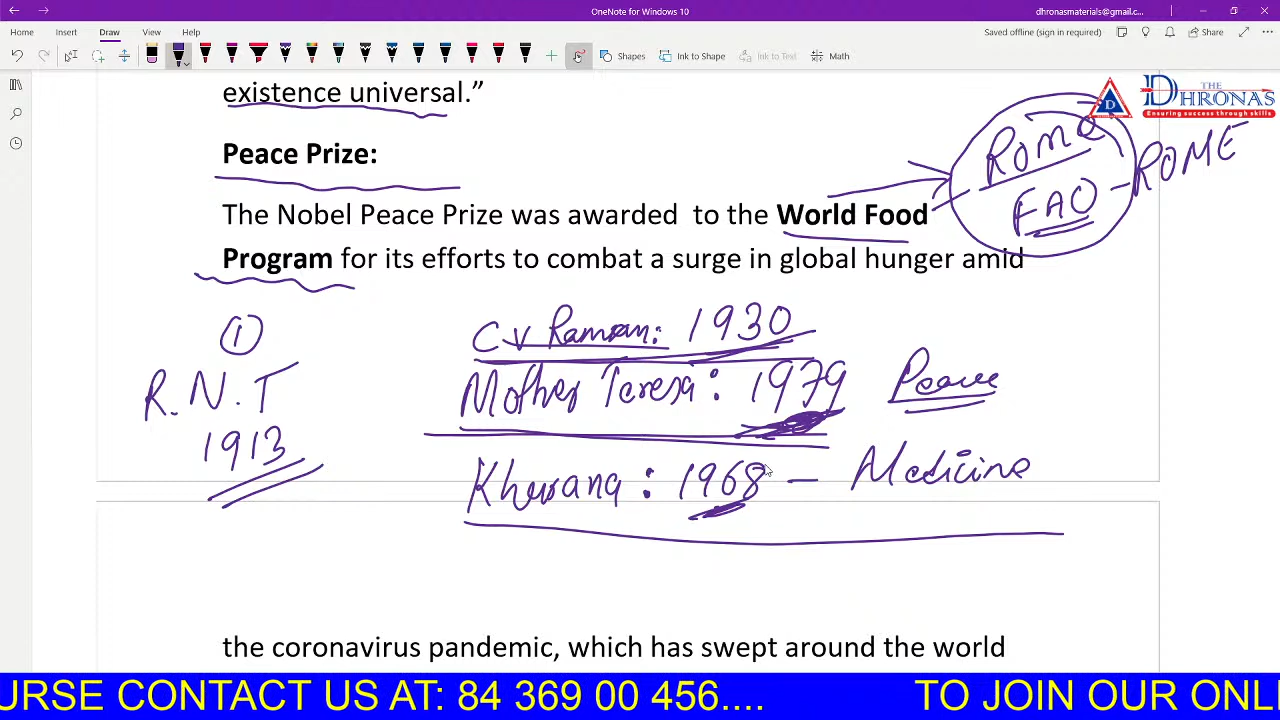 OneNote for Windows 10
dhronasmaterials@gmail.c...
Home Insert Draw View Help
Saved offline (sign in required)
Share
Shapes
Ink to Shape
Ink to Text
Math
existence universal.”
THE
DHRONAS
Ensuring success through skills
Peace Prize:
ROME
FAO - ROME
The Nobel Peace Prize was awarded to the World Food
Program for its efforts to combat a surge in global hunger amid
1
R.N.T
1913
C V Raman: 1930
Mother Teresa: 1979 Peace
Khurana: 1968 - Medicine
the coronavirus pandemic, which has swept around the world
URSE CONTACT US AT: 84 369 00 456.... TO JOIN OUR ONLI